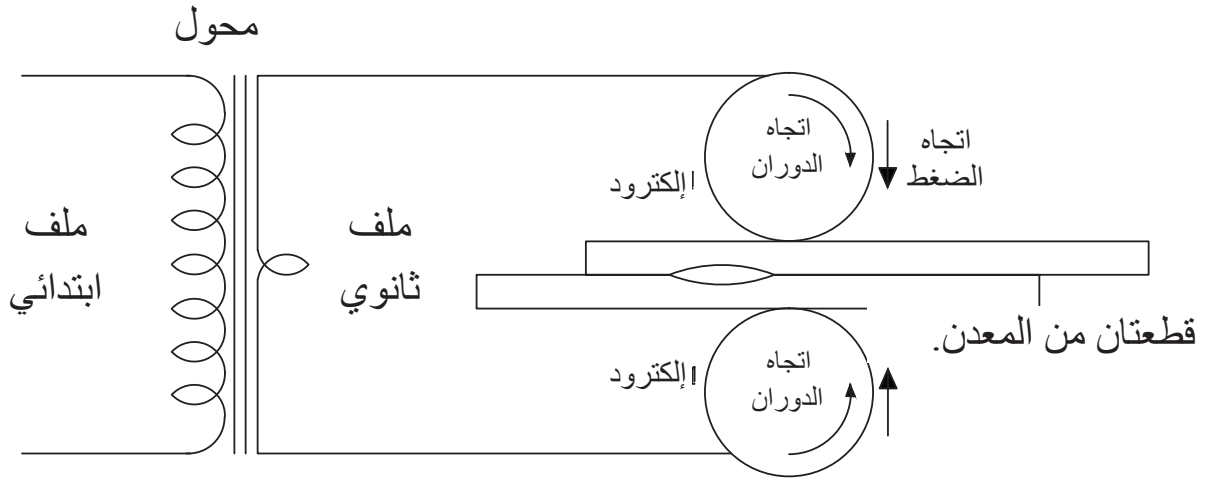 محول
اتجاه
الدوران
اتجاه
الضغط
إلكترود
ملف
ابتدائي
ملف
ثانوي
قطعتان من المعدن.
اتجاه
الدوران
إلكترود